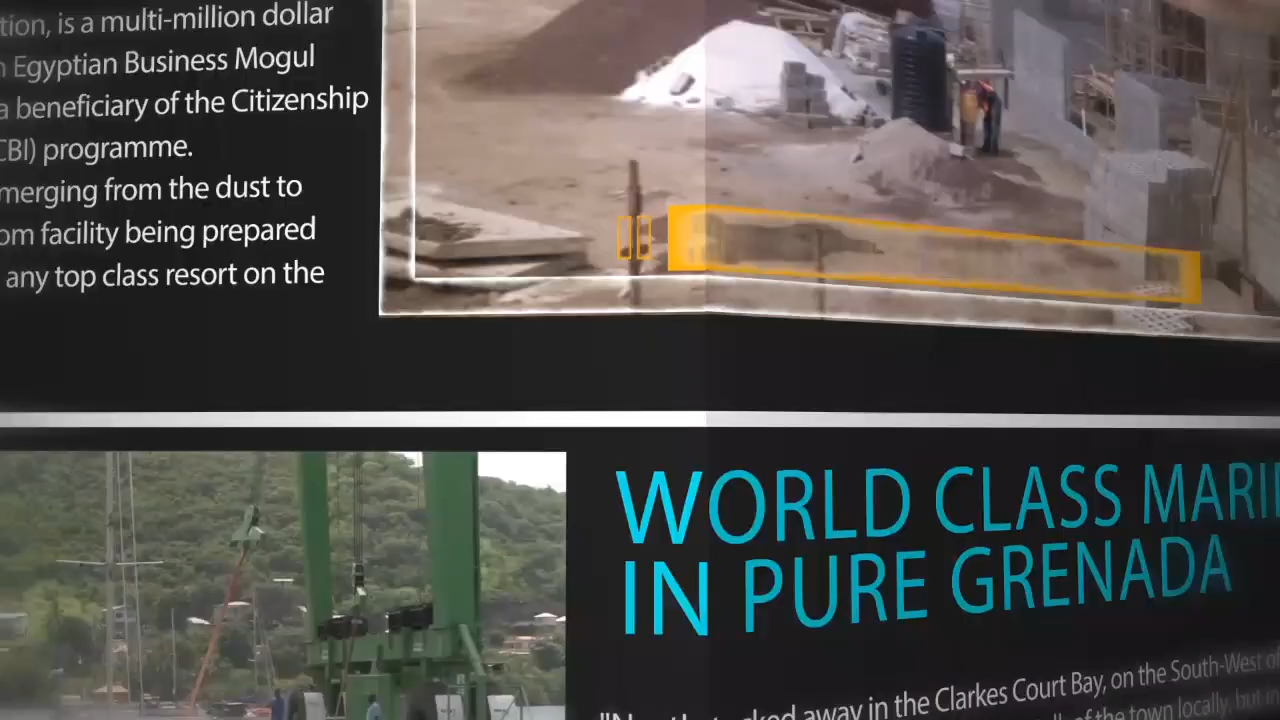 tion, is a multi-million dollar
Egyptian Business Mogul
a beneficiary of the Citizenship
CBI) programme.
merging from the dust to
om facility being prepared
any top class resort on the
WORLD CLASS MARI
IN PURE GRENADA
away in the Clarkes Court Bay, on the South-West of
of the town locally, but